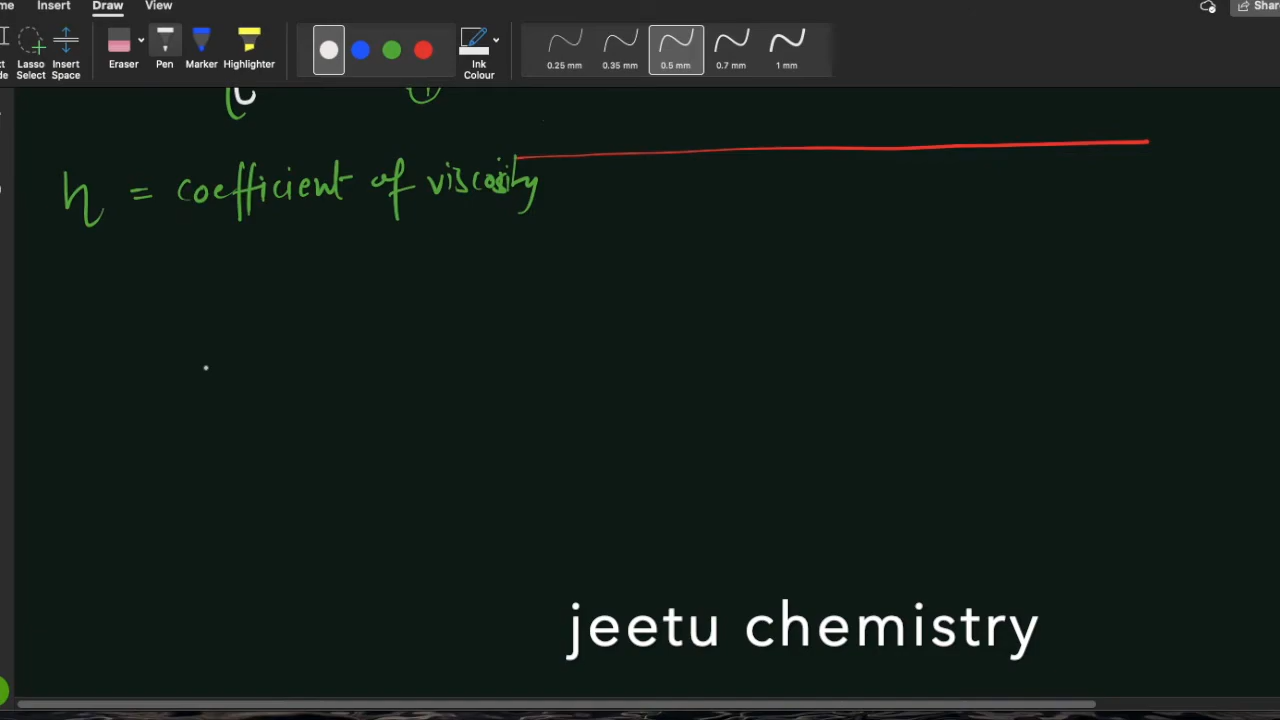 Insert Draw View
Lasso Select
Insert Space
Eraser
Pen
Marker
Highlighter
Ink Colour
0.25 mm
0.35 mm
0.5 mm
0.7 mm
1 mm
η = coefficient of viscosity
jeetu chemistry